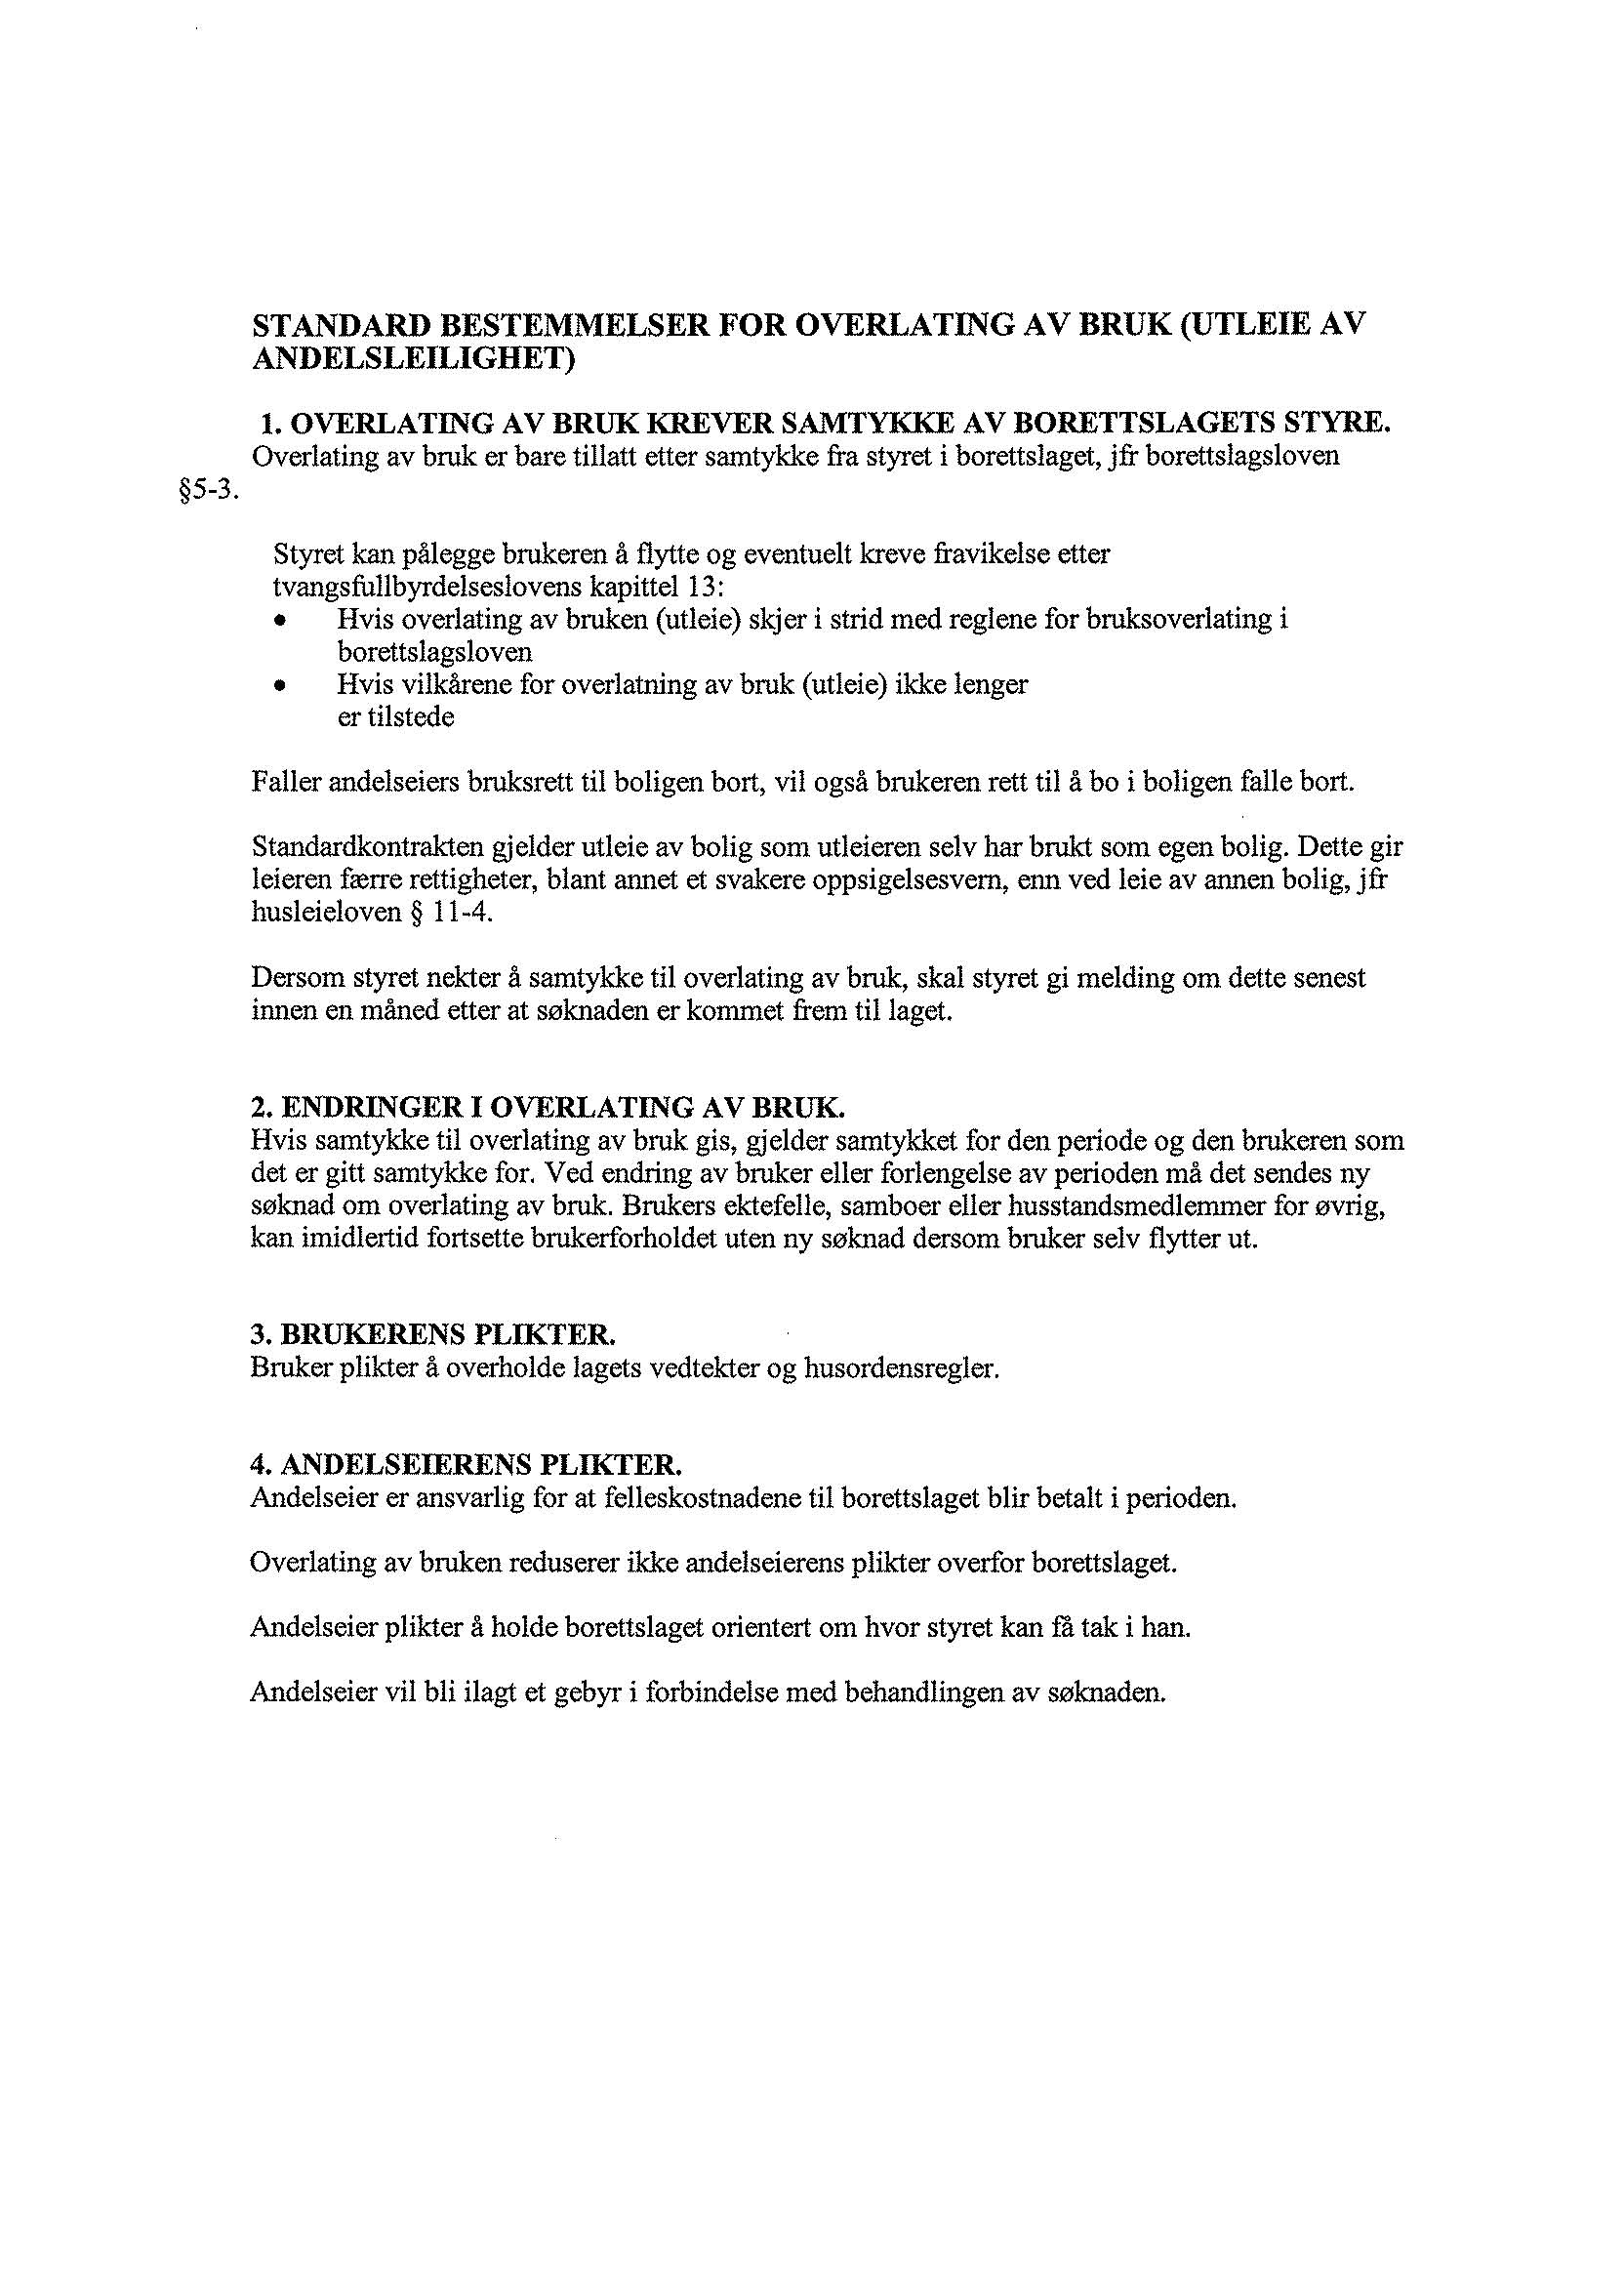 STANDARD BESTEMMELSER FOR OVERLATING AV BRUK (UTLEIE AV
ANDELSLEILIGHET)
1. OVERLATING AV BRUK KREVER SAMTYKKE AV BORETTSLAGETS STYRE.
Overlating av bruk er bare tillatt etter samtykke fra styret i borettslaget, jfr borettslagsloven
§5-3.
Styret kan pålegge brukeren å flytte og eventuelt kreve fravikelse etter
tvangsfullbyrdelseslovens kapittel 13:
• Hvis overlating av bruken (utleie) skjer i strid med reglene for bruksoverlating i
borettslagsloven
• Hvis vilkårene for overlatning av bruk (utleie) ikke lenger
er tilstede
Faller andelseiers bruksrett til boligen bort, vil også brukeren rett til å bo i boligen falle bort.
Standardkontrakten gjelder utleie av bolig som utleieren selv har brukt som egen bolig. Dette gir
leieren færre rettigheter, blant annet et svakere oppsigelsesvern, enn ved leie av annen bolig, jfr
husleieloven § 11-4.
Dersom styret nekter å samtykke til overlating av bruk, skal styret gi melding om dette senest
innen en måned etter at søknaden er kommet frem til laget.
2. ENDRINGER I OVERLATING AV BRUK.
Hvis samtykke til overlating av bruk gis, gjelder samtykket for den periode og den brukeren som
det er gitt samtykke for. Ved endring av bruker eller forlengelse av perioden må det sendes ny
søknad om overlating av bruk. Brukers ektefelle, samboer eller husstandsmedlemmer for øvrig,
kan imidlertid fortsette brukerforholdet uten ny søknad dersom bruker selv flytter ut.
3. BRUKERENS PLIKTER.
Bruker plikter å overholde lagets vedtekter og husordensregler.
4. ANDELSEIERENS PLIKTER.
Andelseier er ansvarlig for at felleskostnadene til borettslaget blir betalt i perioden.
Overlating av bruken reduserer ikke andelseierens plikter overfor borettslaget.
Andelseier plikter å holde borettslaget orientert om hvor styret kan få tak i han.
Andelseier vil bli ilagt et gebyr i forbindelse med behandlingen av søknaden.